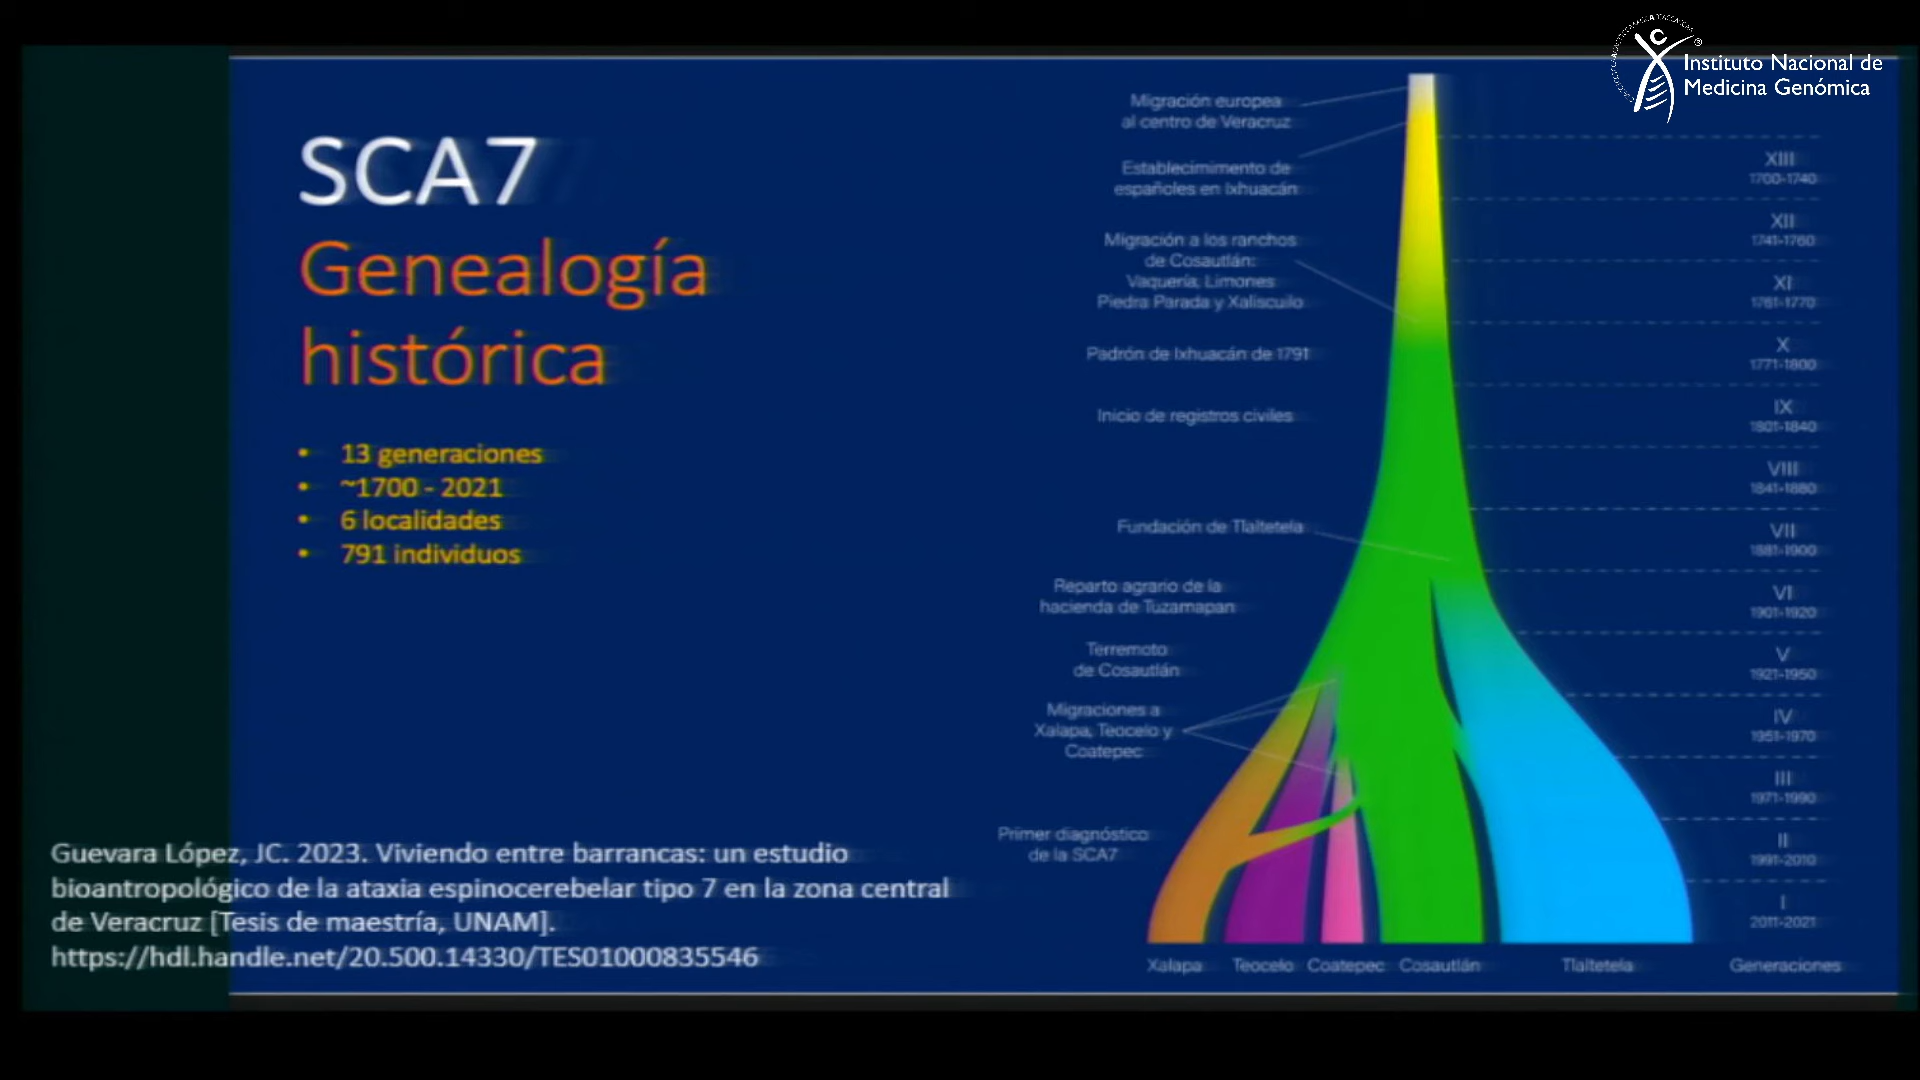 Instituto Nacional de
Medicina Genómica
SCA7
Genealogía
histórica
• 13 generaciones
• ~1700 - 2021
• 6 localidades
• 791 individuos
Guevara López, JC. 2023. Viviendo entre barrancas: un estudio
bioantropológico de la ataxia espinocerebelar tipo 7 en la zona central
de Veracruz [Tesis de maestría, UNAM].
https://hdl.handle.net/20.500.14330/TES01000835546
Migración europea
al centro de Veracruz
Establecimimento de
españoles en Ixhuacán
Migración a los ranchos
de Cosautlán:
Vaquería, Limones
Piedra Parada y Xaliscuilo
Padrón de Ixhuacán de 1791
Inicio de registros civiles
Fundación de Tlaltetela
Reparto agrario de la
hacienda de Tuzamapan
Terremoto
de Cosautlán
Migraciones a
Xalapa, Teocelo y
Coatepec
Primer diagnóstico
de la SCA7
XIII
1700-1740
XII
1741-1760
XI
1761-1770
X
1771-1800
IX
1801-1840
VIII
1841-1880
VII
1881-1900
VI
1901-1920
V
1921-1950
IV
1951-1970
III
1971-1990
II
1991-2010
I
2011-2021
Xalapa Teocelo Coatepec Cosautlán Tlaltetela Generaciones